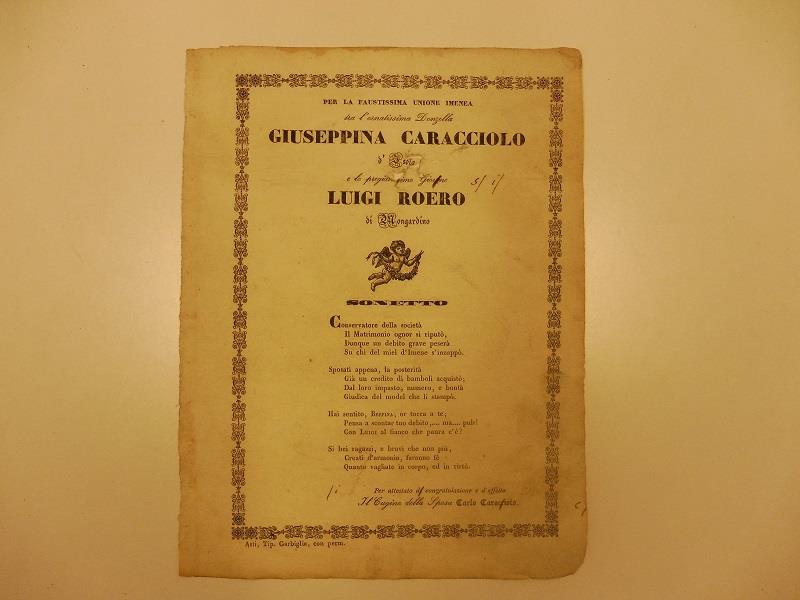 PER LA FAUSTISSIMA UNIONE IMENEA
tra l'ornatissima Donzella
GIUSEPPINA CARACCIOLO
d'
e lo Giovine s/ i/
LUIGI ROERO
di Mongardino
SONETTO
Conservatore della società
Il Matrimonio ognor si riputò,
Dunque un debito grave peserà
Su chi del miel d'Imene s'inzeppò.
Sposati appena, la posterità
Già un credito di bamboli acquistò;
Dal loro impasto, numero, e bontà
Giudica del model che li stampò.
Hai sentito, BEPPINA, or tocca a te;
Pensa a scontar tuo debito,.... ma.... puh!
Con LUIGI al fianco che paura c'è?
Sì bei ragazzi, e bravi che non più,
Creati d'armonia, faranno fè
Quanto vagliate in corpo, ed in virtù.
/i Per attestato di congratulazione e d'affetto
Il Cugino della Sposa Carlo Caracciolo. c/
Asti, Tip. Garbiglia, con perm.